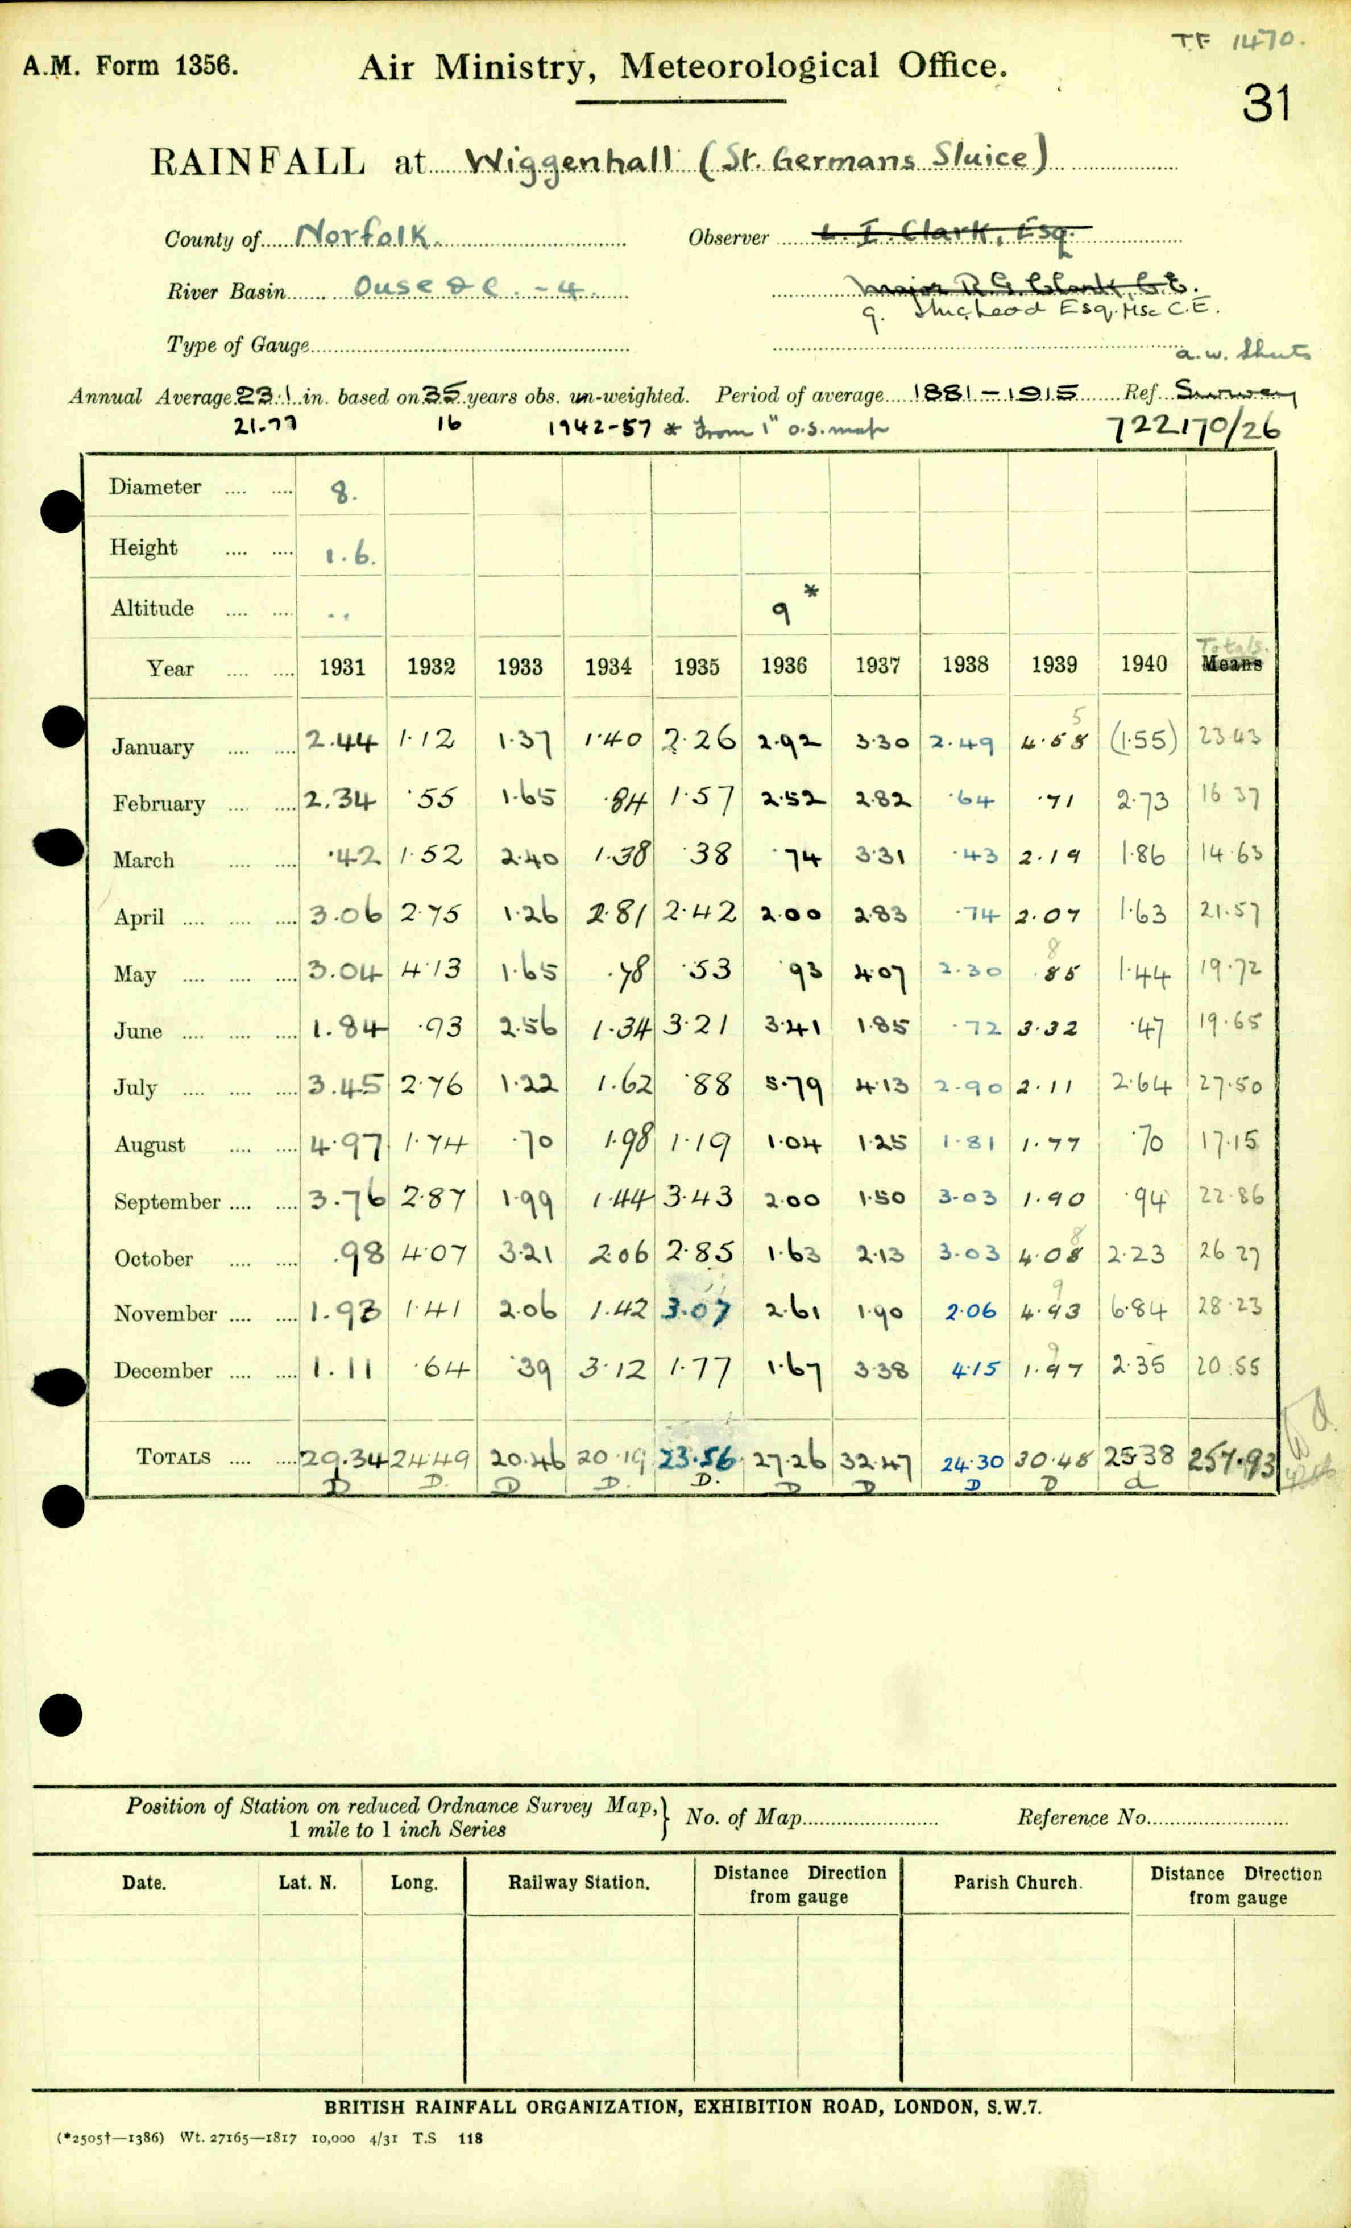 TF 1470.
A.M. Form 1356.
Air Ministry, Meteorological Office.
31
RAINFALL at Wiggenhall (St. Germans Sluice)
County of Norfolk. Observer L. I. Clark, Esq.
River Basin Ouse &c. - 4. Major R.G. Clark, C.E.
G. Esq. MSc C.E.
Type of Gauge a.w. Shuts
Annual Average 23.1 in. based on 35 years obs. un-weighted. Period of average 1881-1915 Ref. Survey
21.77 16 1942-57 * From 1" o.s. map 722170/26
Diameter 8.
Height 1.6.
Altitude .. 9*
Totals.
Year 1931 1932 1933 1934 1935 1936 1937 1938 1939 1940 Means
January 2.44 1.12 1.37 1.40 2.26 2.92 3.30 2.49 4.58 5 (1.55) 23.43
February 2.34 .55 1.65 .84 1.57 2.52 2.82 .64 .71 2.73 16.37
March .42 1.52 2.40 1.38 .38 .74 3.31 .43 2.19 1.86 14.63
April 3.06 2.75 1.26 2.81 2.42 2.00 2.83 .74 2.07 1.63 21.57
May 3.04 4.13 1.65 .78 .53 .93 4.07 2.30 .85 8 1.44 19.72
June 1.84 .93 2.56 1.34 3.21 3.41 1.85 .72 3.32 .47 19.65
July 3.45 2.76 1.22 1.62 .88 5.79 4.13 2.90 2.11 2.64 27.50
August 4.97 1.74 .70 1.98 1.19 1.04 1.25 1.81 1.77 .70 17.15
September 3.76 2.87 1.99 1.44 3.43 2.00 1.50 3.03 1.90 .94 22.86
October .98 4.07 3.21 2.06 2.85 1.63 2.13 3.03 4.08 8 2.23 26.27
November 1.93 1.41 2.06 1.42 3.07 2.61 1.90 2.06 4.93 9 6.84 28.23
December 1.11 .64 .39 3.12 1.77 1.67 3.38 4.15 1.97 9 2.35 20.55
TOTALS 29.34 24.49 20.46 20.19 23.56 27.26 32.47 24.30 30.48 25.38 257.93
D D. D D. D. D D D D d
Position of Station on reduced Ordnance Survey Map, 1 mile to 1 inch Series } No. of Map Reference No.
Date. Lat. N. Long. Railway Station. Distance Direction from gauge Parish Church. Distance Direction from gauge
BRITISH RAINFALL ORGANIZATION, EXHIBITION ROAD, LONDON, S.W.7.
(*2505†—1386) Wt. 27165—1817 10,000 4/31 T.S 118